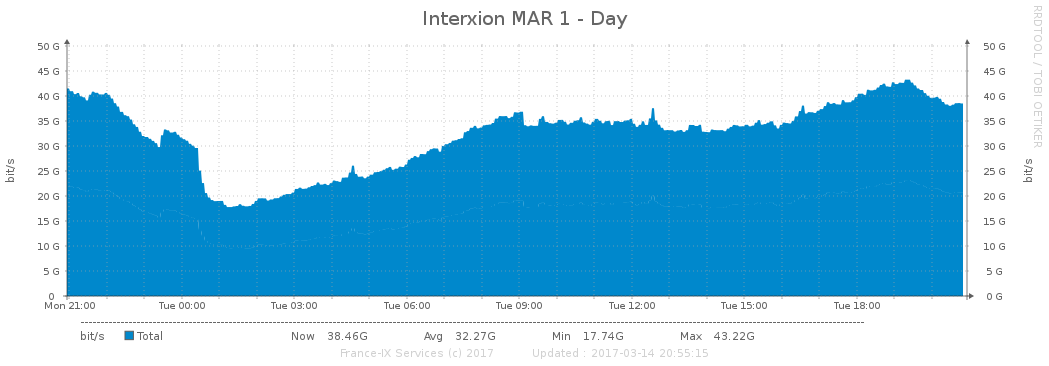 Interxion MAR 1 - Day
RRDTOOL / TOBI OETIKER
bit/s
bit/s
50 G 50 G
45 G 45 G
40 G 40 G
35 G 35 G
30 G 30 G
25 G 25 G
20 G 20 G
15 G 15 G
10 G 10 G
5 G 5 G
0 0 G
Mon 21:00 Tue 00:00 Tue 03:00 Tue 06:00 Tue 09:00 Tue 12:00 Tue 15:00 Tue 18:00
bit/s Total Now 38.46G Avg 32.27G Min 17.74G Max 43.22G
France-IX Services (c) 2017 Updated : 2017-03-14 20:55:15